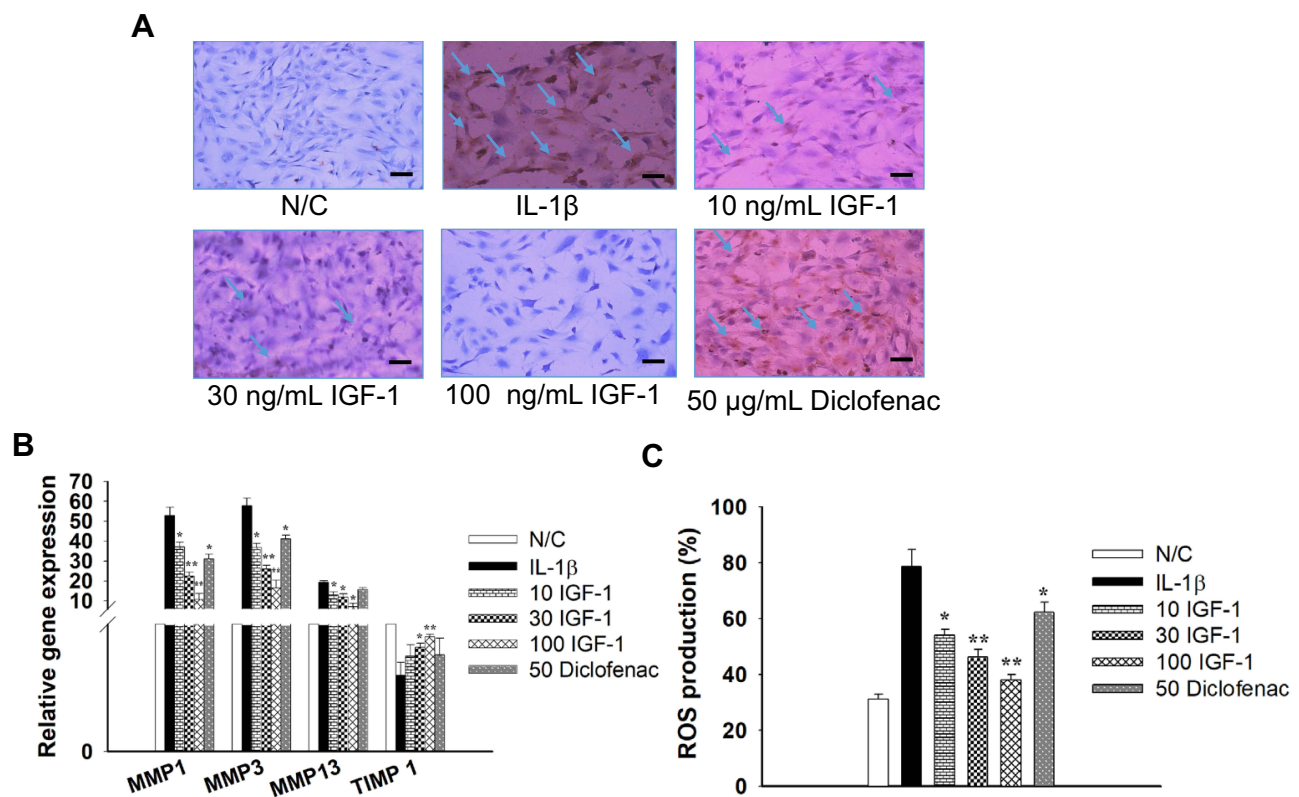 A
N/C
IL-1β
10 ng/mL IGF-1
30 ng/mL IGF-1
100 ng/mL IGF-1
50 µg/mL Diclofenac
B
Relative gene expression
70
60
50
40
30
20
10
0
*
**
**
*
*
**
**
*
*
*
*
*
**
MMP1
MMP3
MMP13
TIMP 1
N/C
IL-1β
10 IGF-1
30 IGF-1
100 IGF-1
50 Diclofenac
C
ROS production (%)
100
80
60
40
20
0
*
**
**
*
N/C
IL-1β
10 IGF-1
30 IGF-1
100 IGF-1
50 Diclofenac